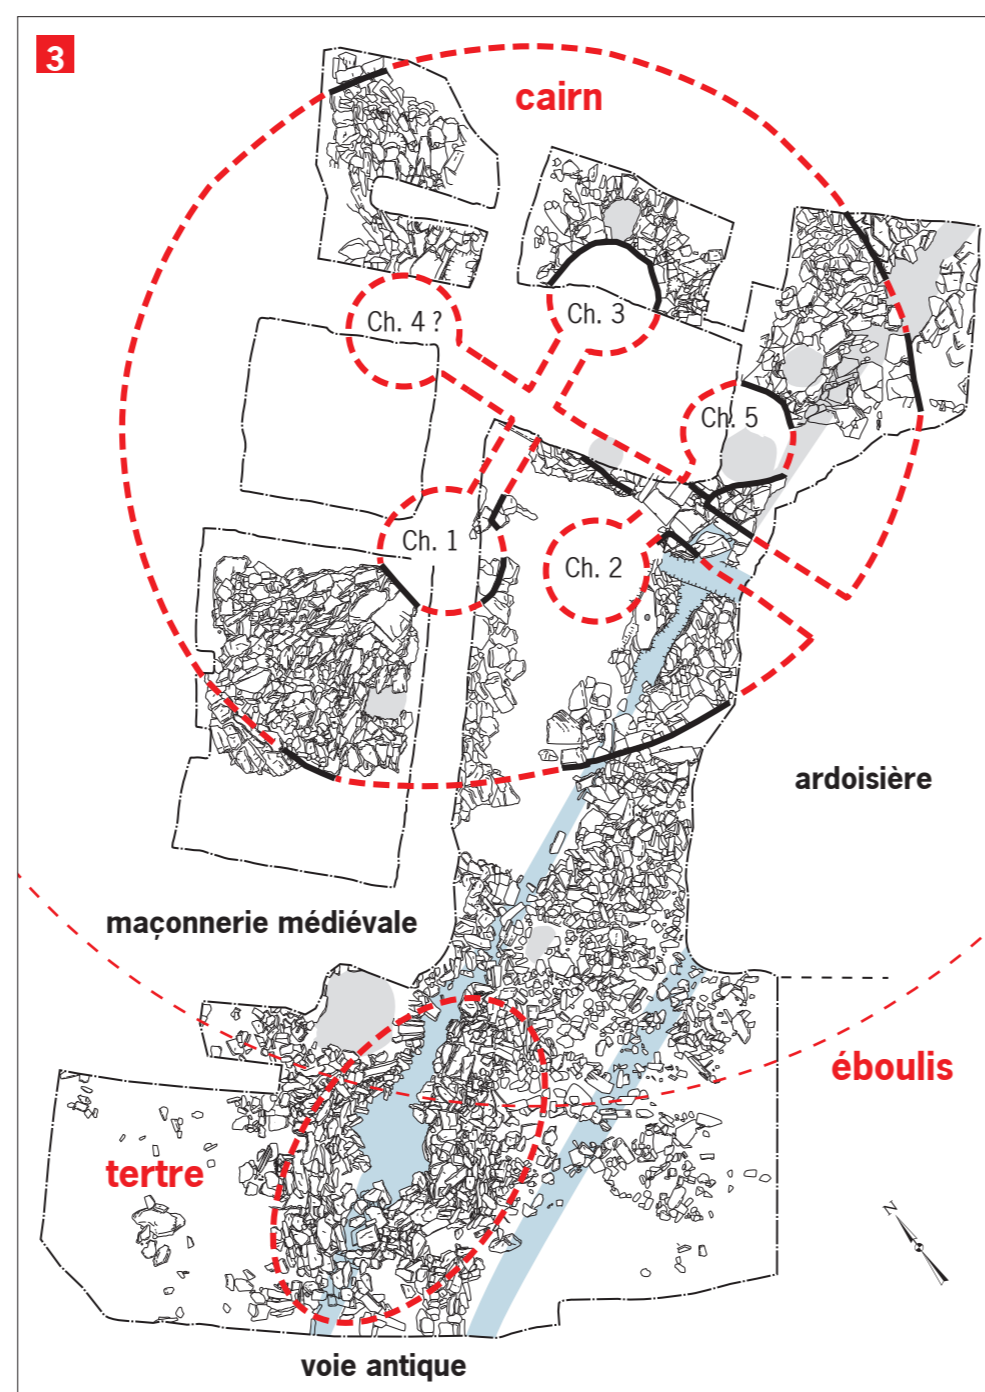 3
cairn
Ch. 4 ?
Ch. 3
Ch. 5
Ch. 1
Ch. 2
ardoisière
maçonnerie médiévale
éboulis
tertre
N
voie antique